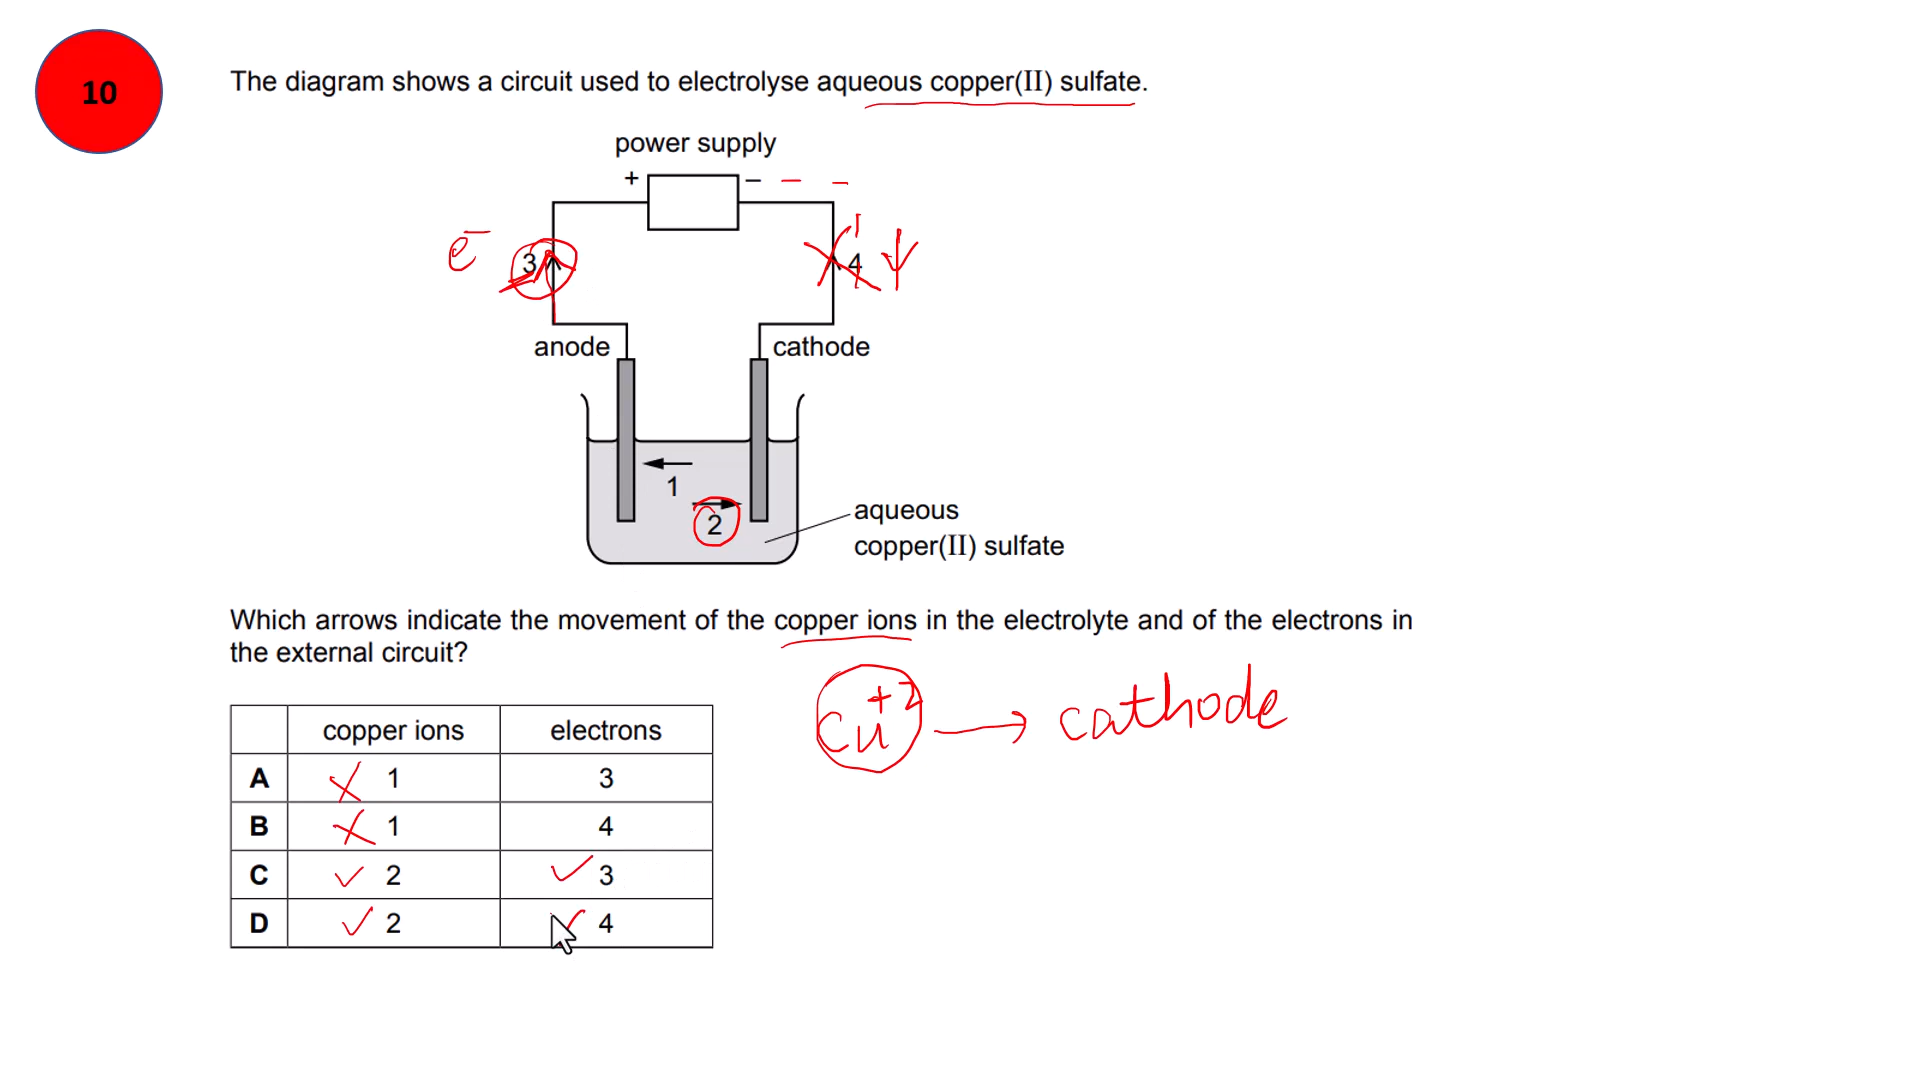 10
The diagram shows a circuit used to electrolyse aqueous copper(II) sulfate.
power supply
+ – – –
e⁻ 3 4
anode cathode
1
2
aqueous
copper(II) sulfate
Which arrows indicate the movement of the copper ions in the electrolyte and of the electrons in
the external circuit?
Cu⁺² → cathode
copper ions electrons
A 1 3
B 1 4
C 2 3
D 2 4